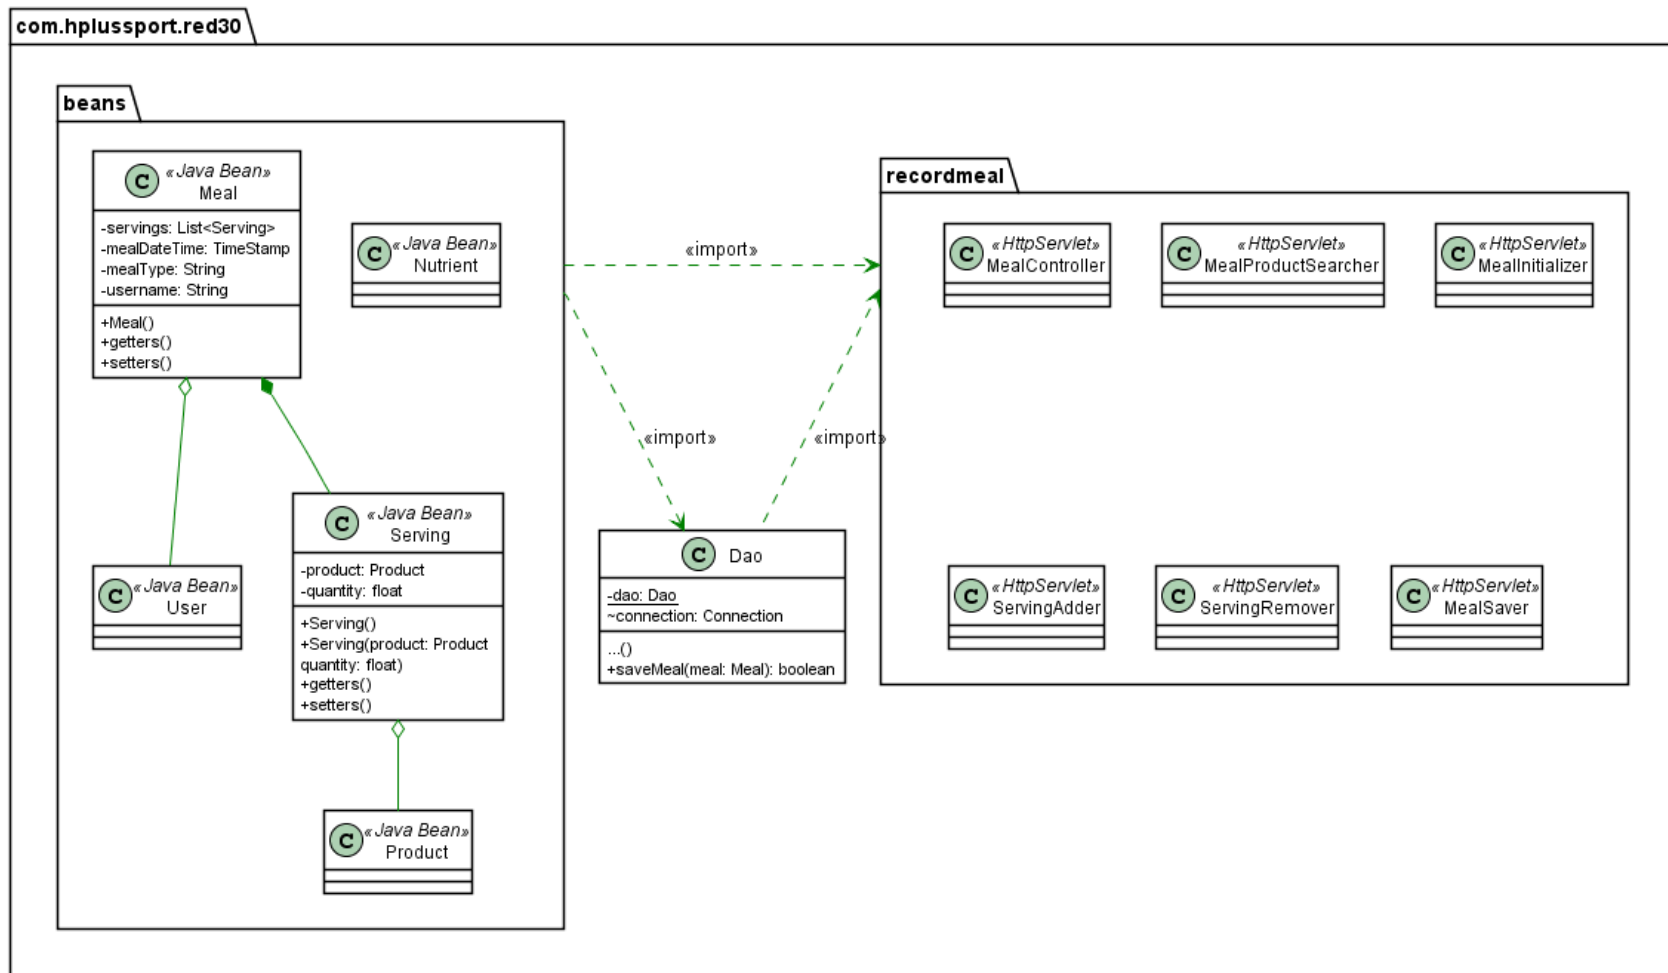 com.hplussport.red30
beans
C «Java Bean»
Meal
-servings: List<Serving>
-mealDateTime: TimeStamp
-mealType: String
-username: String
+Meal()
+getters()
+setters()
C «Java Bean»
Nutrient
C «Java Bean»
User
C «Java Bean»
Serving
-product: Product
-quantity: float
+Serving()
+Serving(product: Product
quantity: float)
+getters()
+setters()
C «Java Bean»
Product
«import»
«import»
«import»
C Dao
-dao: Dao
~connection: Connection
...()
+saveMeal(meal: Meal): boolean
recordmeal
C «HttpServlet»
MealController
C «HttpServlet»
MealProductSearcher
C «HttpServlet»
MealInitializer
C «HttpServlet»
ServingAdder
C «HttpServlet»
ServingRemover
C «HttpServlet»
MealSaver